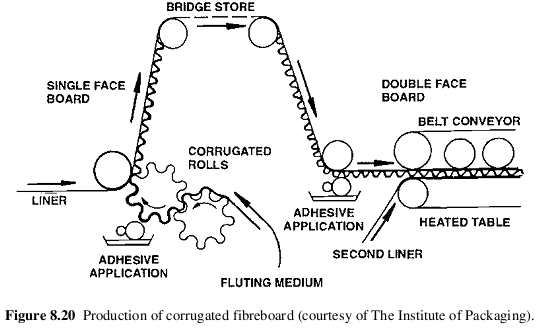 BRIDGE STORE
SINGLE FACE
BOARD
DOUBLE FACE
BOARD
BELT CONVEYOR
CORRUGATED
ROLLS
LINER
ADHESIVE
APPLICATION
FLUTING MEDIUM
ADHESIVE
APPLICATION
SECOND LINER
HEATED TABLE
Figure 8.20 Production of corrugated fibreboard (courtesy of The Institute of Packaging).